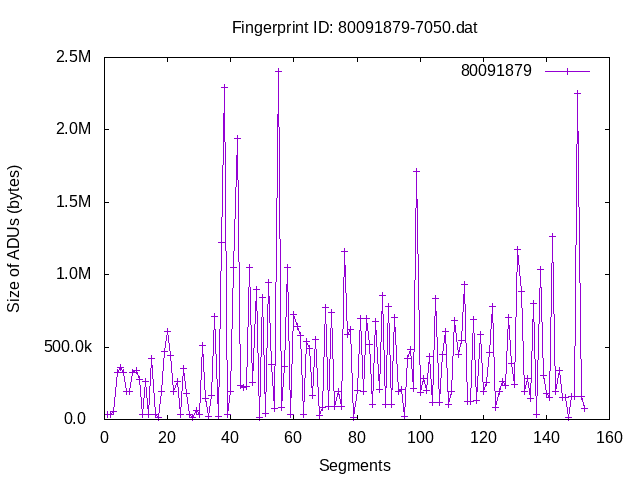 Fingerprint ID: 80091879-7050.dat
80091879
Size of ADUs (bytes)
2.5M
2.0M
1.5M
1.0M
500.0k
0.0
0 20 40 60 80 100 120 140 160
Segments